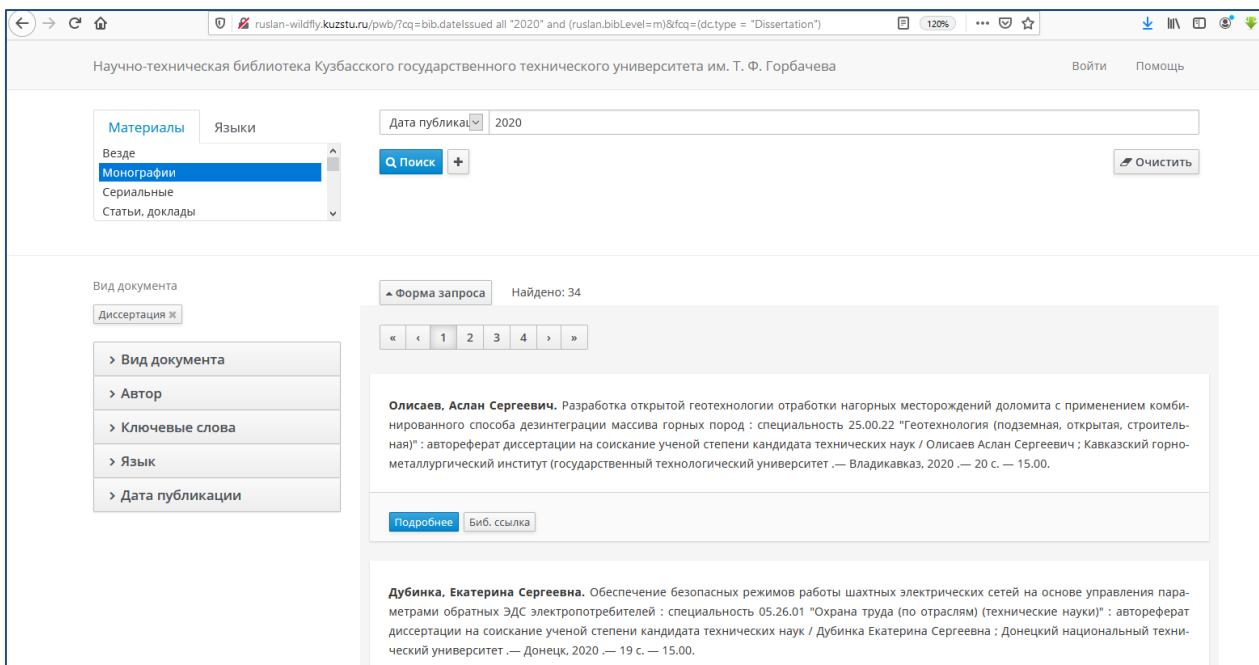 ruslan-wildfly.kuzstu.ru/pwb/?cq=bib.dateIssued all "2020" and (ruslan.bibLevel=m)&fcq=(dc.type = "Dissertation")
120%
Научно-техническая библиотека Кузбасского государственного технического университета им. Т. Ф. Горбачева
Войти
Помощь
Материалы
Языки
Везде
Монографии
Сериальные
Статьи, доклады
Дата публикац
2020
Поиск
+
Очистить
Вид документа
Диссертация ✖
> Вид документа
> Автор
> Ключевые слова
> Язык
> Дата публикации
Форма запроса
Найдено: 34
« ‹ 1 2 3 4 › »
Олисаев, Аслан Сергеевич. Разработка открытой геотехнологии отработки нагорных месторождений доломита с применением комби-
нированного способа дезинтеграции массива горных пород : специальность 25.00.22 "Геотехнология (подземная, открытая, строитель-
ная)" : автореферат диссертации на соискание ученой степени кандидата технических наук / Олисаев Аслан Сергеевич ; Кавказский горно-
металлургический институт (государственный технологический университет .— Владикавказ, 2020 .— 20 с. — 15.00.
Подробнее
Биб. ссылка
Дубинка, Екатерина Сергеевна. Обеспечение безопасных режимов работы шахтных электрических сетей на основе управления пара-
метрами обратных ЭДС электропотребителей : специальность 05.26.01 "Охрана труда (по отраслям) (технические науки)" : автореферат
диссертации на соискание ученой степени кандидата технических наук / Дубинка Екатерина Сергеевна ; Донецкий национальный техни-
ческий университет .— Донецк, 2020 .— 19 с. — 15.00.